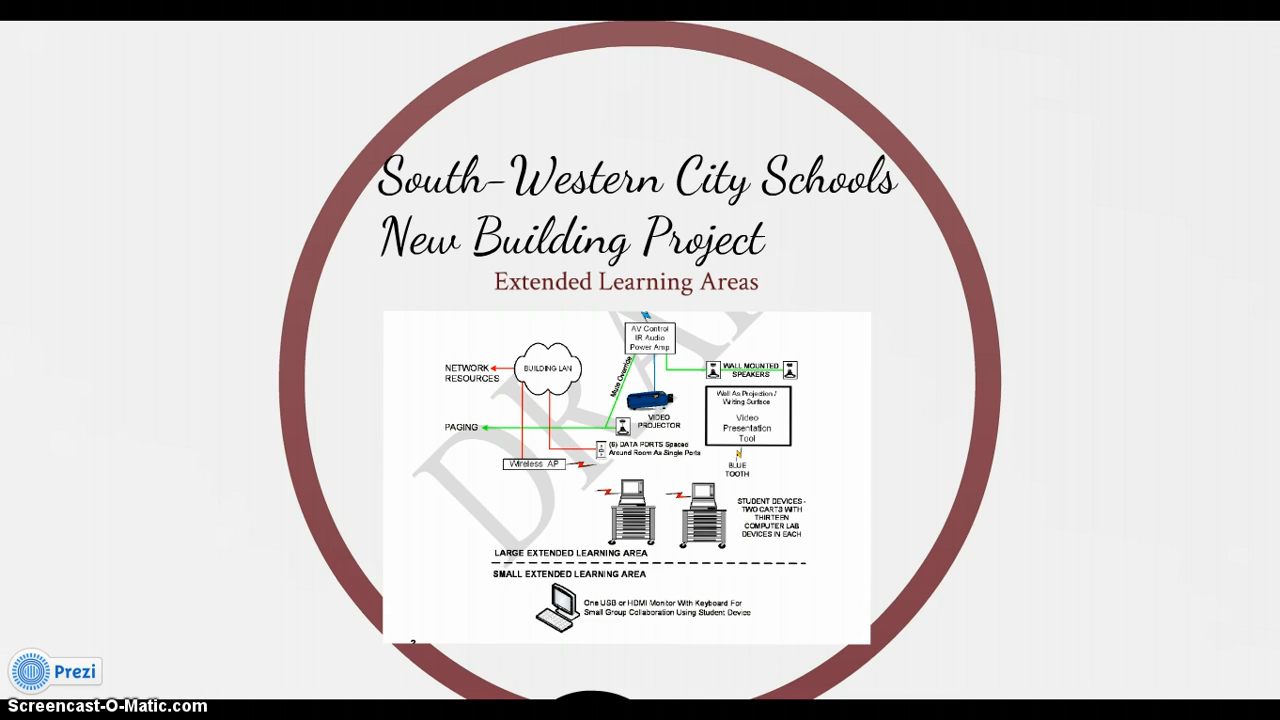 South-Western City Schools
New Building Project
Extended Learning Areas
DRAFT
AV Control
IR Audio
Power Amp
Mute Override
NETWORK
RESOURCES
BUILDING LAN
WALL MOUNTED
SPEAKERS
Wall As Projection /
Writing Surface
Video
Presentation
Tool
VIDEO
PROJECTOR
PAGING
(6) DATA PORTS Spaced
Around Room As Single Ports
Wireless AP
BLUE
TOOTH
STUDENT DEVICES -
TWO CARTS WITH
THIRTEEN
COMPUTER LAB
DEVICES IN EACH
LARGE EXTENDED LEARNING AREA
SMALL EXTENDED LEARNING AREA
One USB or HDMI Monitor With Keyboard For
Small Group Collaboration Using Student Device
Prezi
Screencast-O-Matic.com